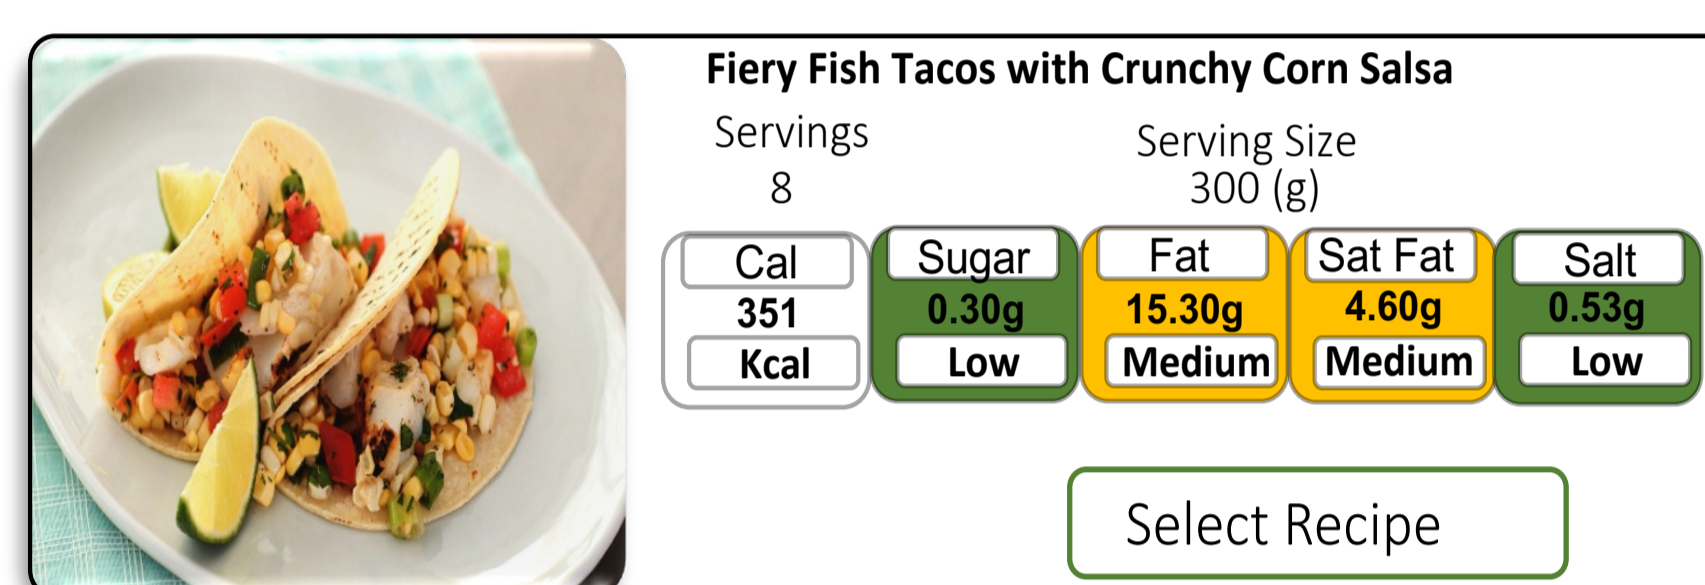 Fiery Fish Tacos with Crunchy Corn Salsa
Servings
8
Serving Size
300 (g)
Cal
351
Kcal
Sugar
0.30g
Low
Fat
15.30g
Medium
Sat Fat
4.60g
Medium
Salt
0.53g
Low
Select Recipe